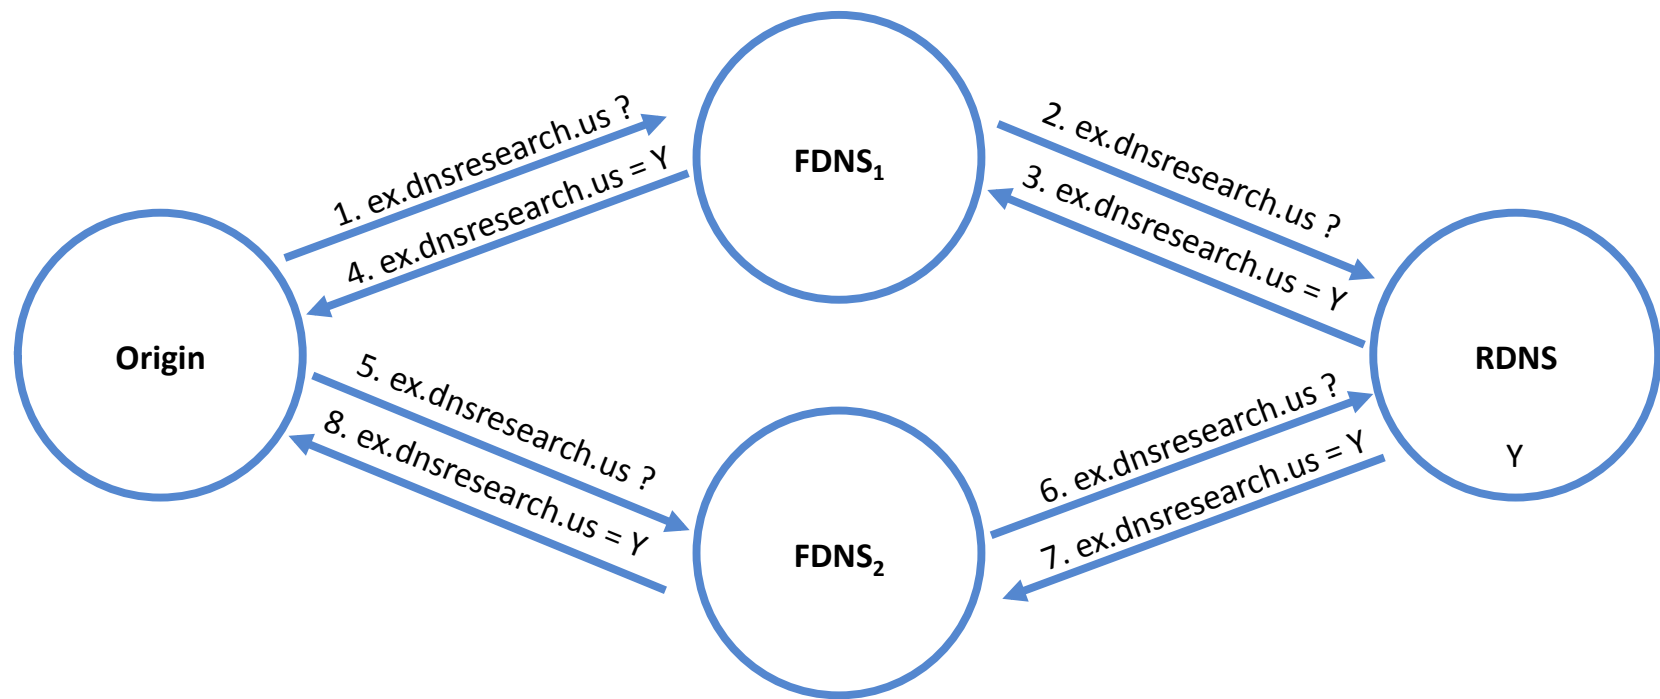 1. ex.dnsresearch.us ?
4. ex.dnsresearch.us = Y
FDNS1
2. ex.dnsresearch.us ?
3. ex.dnsresearch.us = Y
Origin
RDNS
Y
5. ex.dnsresearch.us ?
8. ex.dnsresearch.us = Y
FDNS2
6. ex.dnsresearch.us ?
7. ex.dnsresearch.us = Y